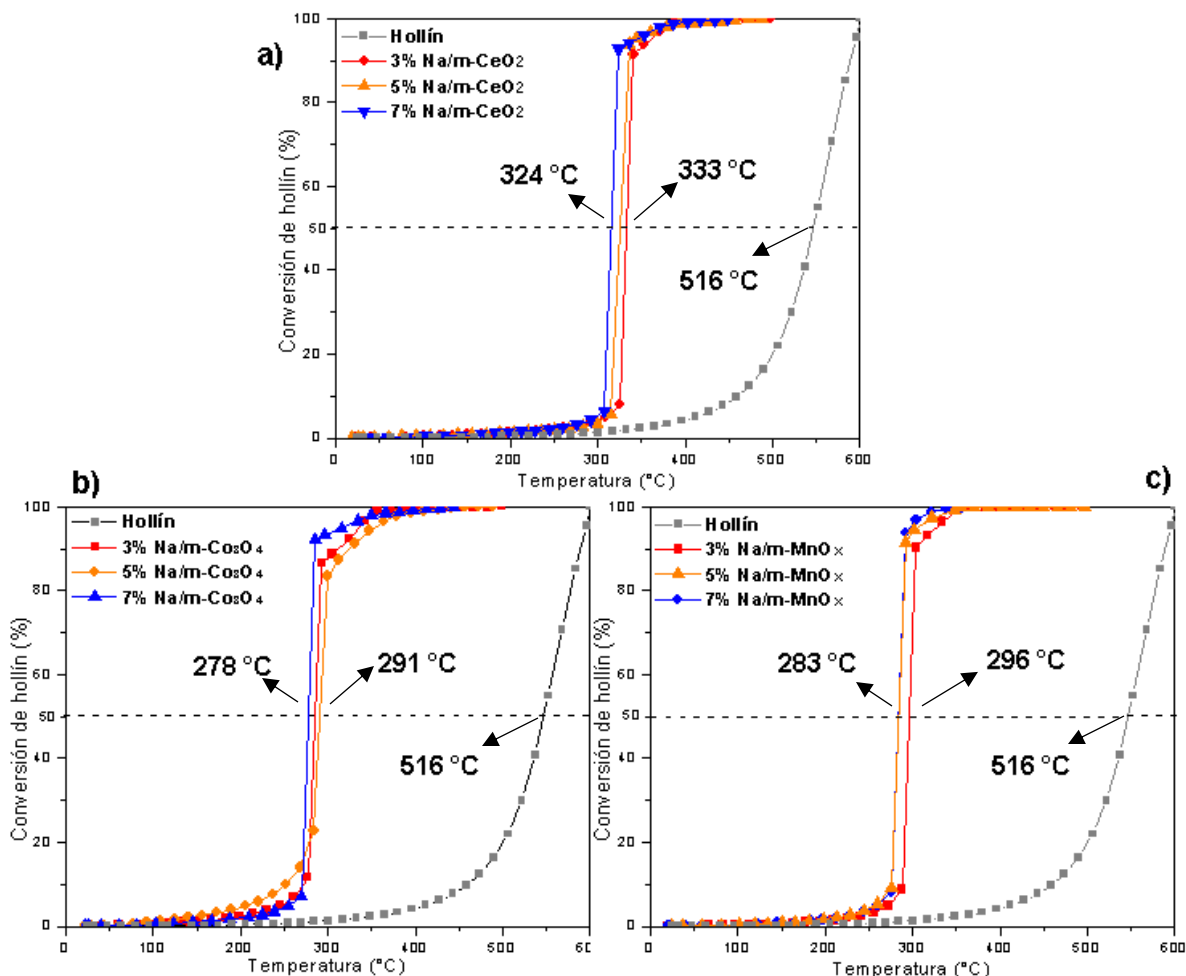 a)
Hollín
3% Na/m-CeO2
5% Na/m-CeO2
7% Na/m-CeO2
324 °C
333 °C
516 °C
Conversión de hollín (%)
100
80
60
50
40
20
0
0 100 200 300 400 500 600
Temperatura (°C)
b)
Hollín
3% Na/m-Co3O4
5% Na/m-Co3O4
7% Na/m-Co3O4
278 °C
291 °C
516 °C
Conversión de hollín (%)
100
80
60
50
40
20
0
0 100 200 300 400 500 60
Temperatura (°C)
c)
Hollín
3% Na/m-MnOx
5% Na/m-MnOx
7% Na/m-MnOx
283 °C
296 °C
516 °C
Conversión de hollín (%)
100
80
60
50
40
20
0
0 100 200 300 400 500 600
Temperatura (°C)